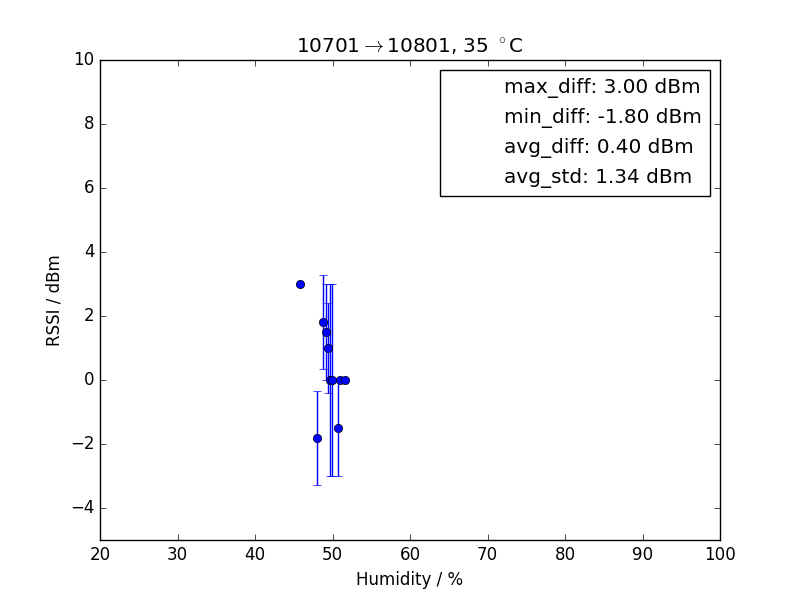 10701→10801, 35 °C
max_diff: 3.00 dBm
min_diff: -1.80 dBm
avg_diff: 0.40 dBm
avg_std: 1.34 dBm
RSSI / dBm
10
8
6
4
2
0
−2
−4
20 30 40 50 60 70 80 90 100
Humidity / %